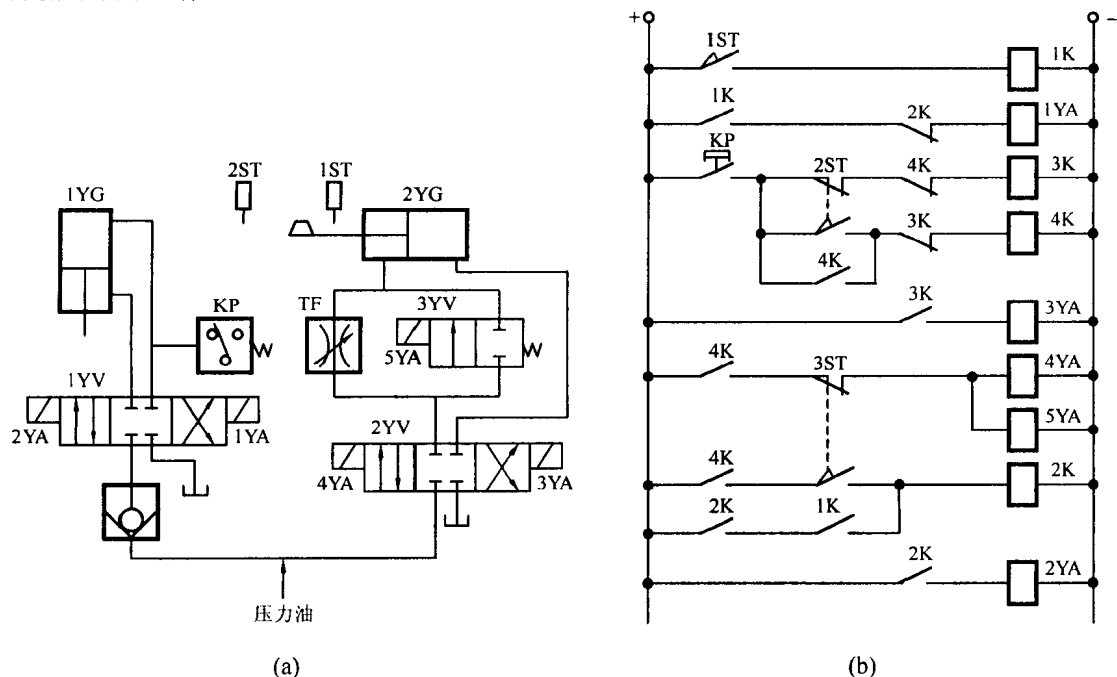 2ST 1ST
1YG 2YG
KP TF 3YV
5YA
1YV
2YA 1YA
2YV
4YA 3YA
压力油
(a)
+ −
1ST 1K
1K 2K 1YA
KP 2ST 4K 3K
3K 4K
4K
3K 3YA
4K 3ST 4YA
5YA
4K 2K
2K 1K
2K 2YA
(b)